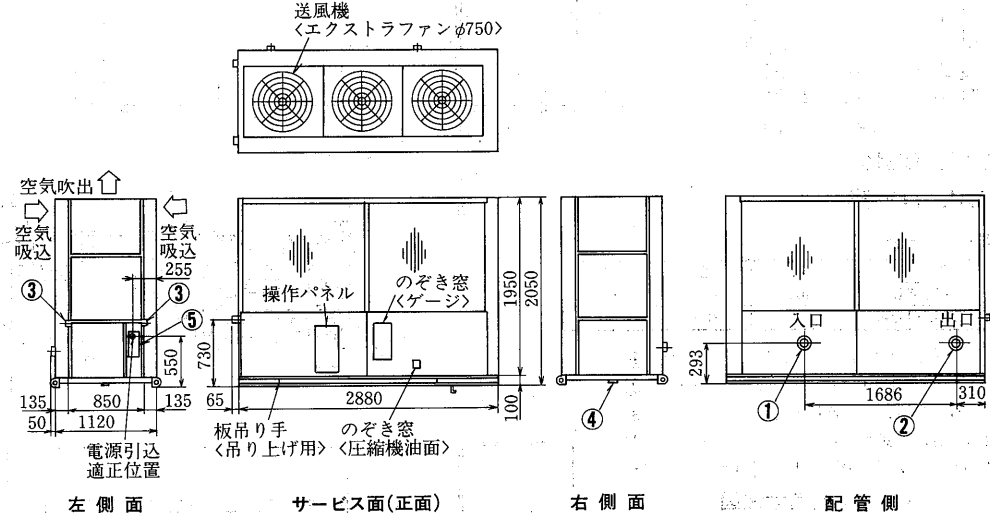 送風機
〈エクストラファンφ750〉
空気吹出
空気
吸込
空気
吸込
255
③
③
⑤
550
135
850
135
50
1120
電源引込
適正位置
左側面
操作パネル
のぞき窓
〈ゲージ〉
1950
2050
730
65
2880
100
板吊り手
〈吊り上げ用〉
のぞき窓
〈圧縮機油面〉
サービス面(正面)
④
右側面
入口
出口
293
①
1686
②
310
配管側